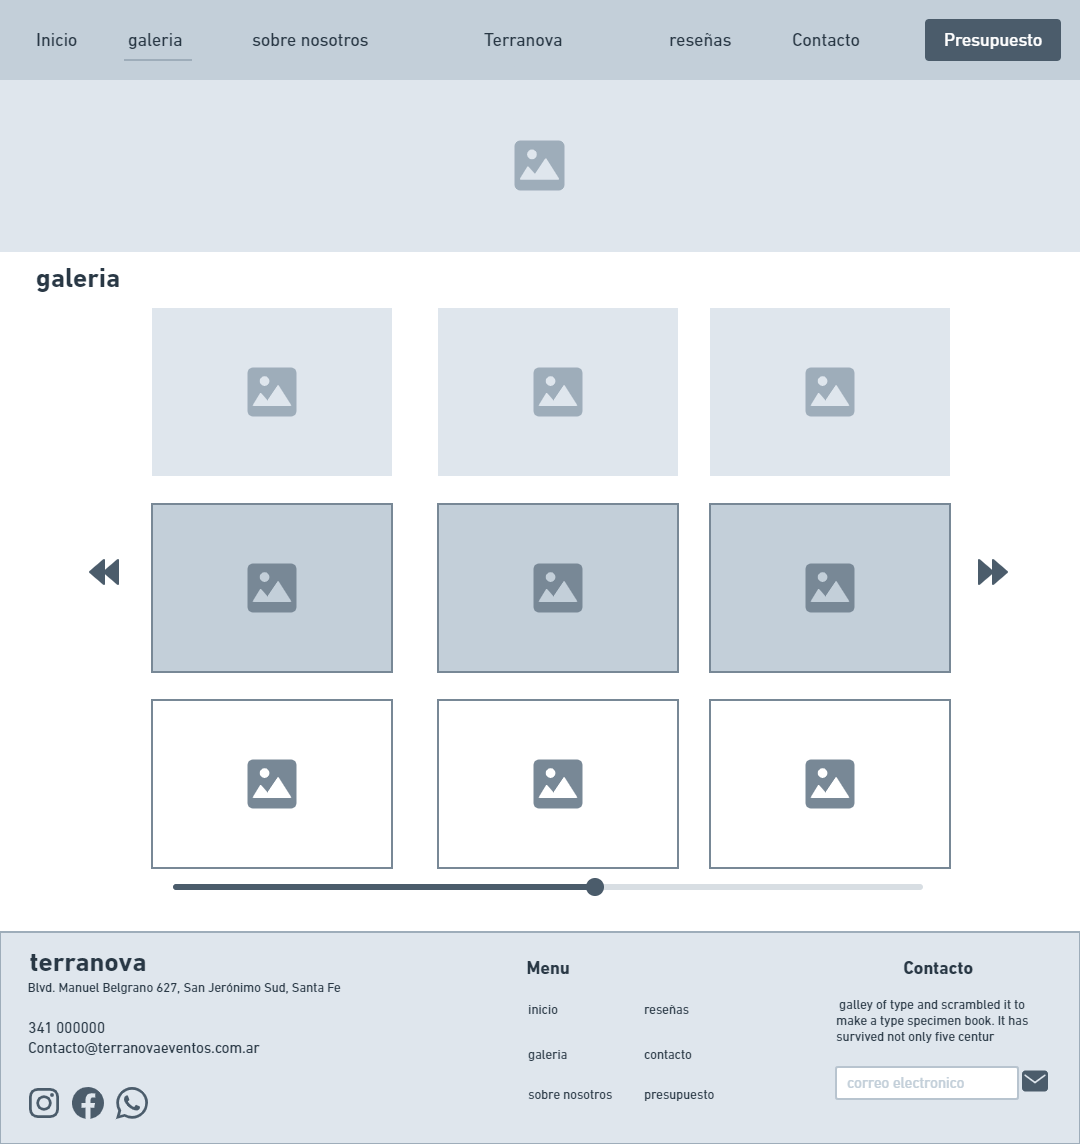 Inicio galeria sobre nosotros Terranova reseñas Contacto Presupuesto
galeria
terranova
Blvd. Manuel Belgrano 627, San Jerónimo Sud, Santa Fe
341 000000
Contacto@terranovaeventos.com.ar
Menu
inicio reseñas
galeria contacto
sobre nosotros presupuesto
Contacto
galley of type and scrambled it to
make a type specimen book. It has
survived not only five centur
correo electronico